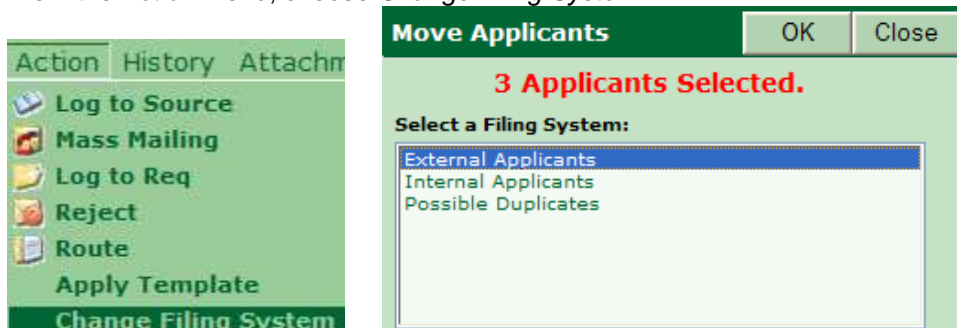 Action History Attachm
Log to Source
Mass Mailing
Log to Req
Reject
Route
Apply Template
Change Filing System
Move Applicants OK Close
3 Applicants Selected.
Select a Filing System:
External Applicants
Internal Applicants
Possible Duplicates